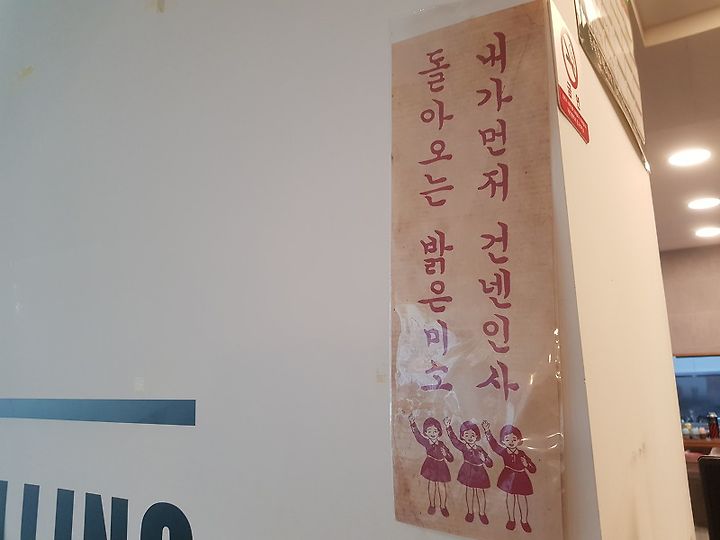 내가먼저 건넨인사
돌아오는 밝은미소